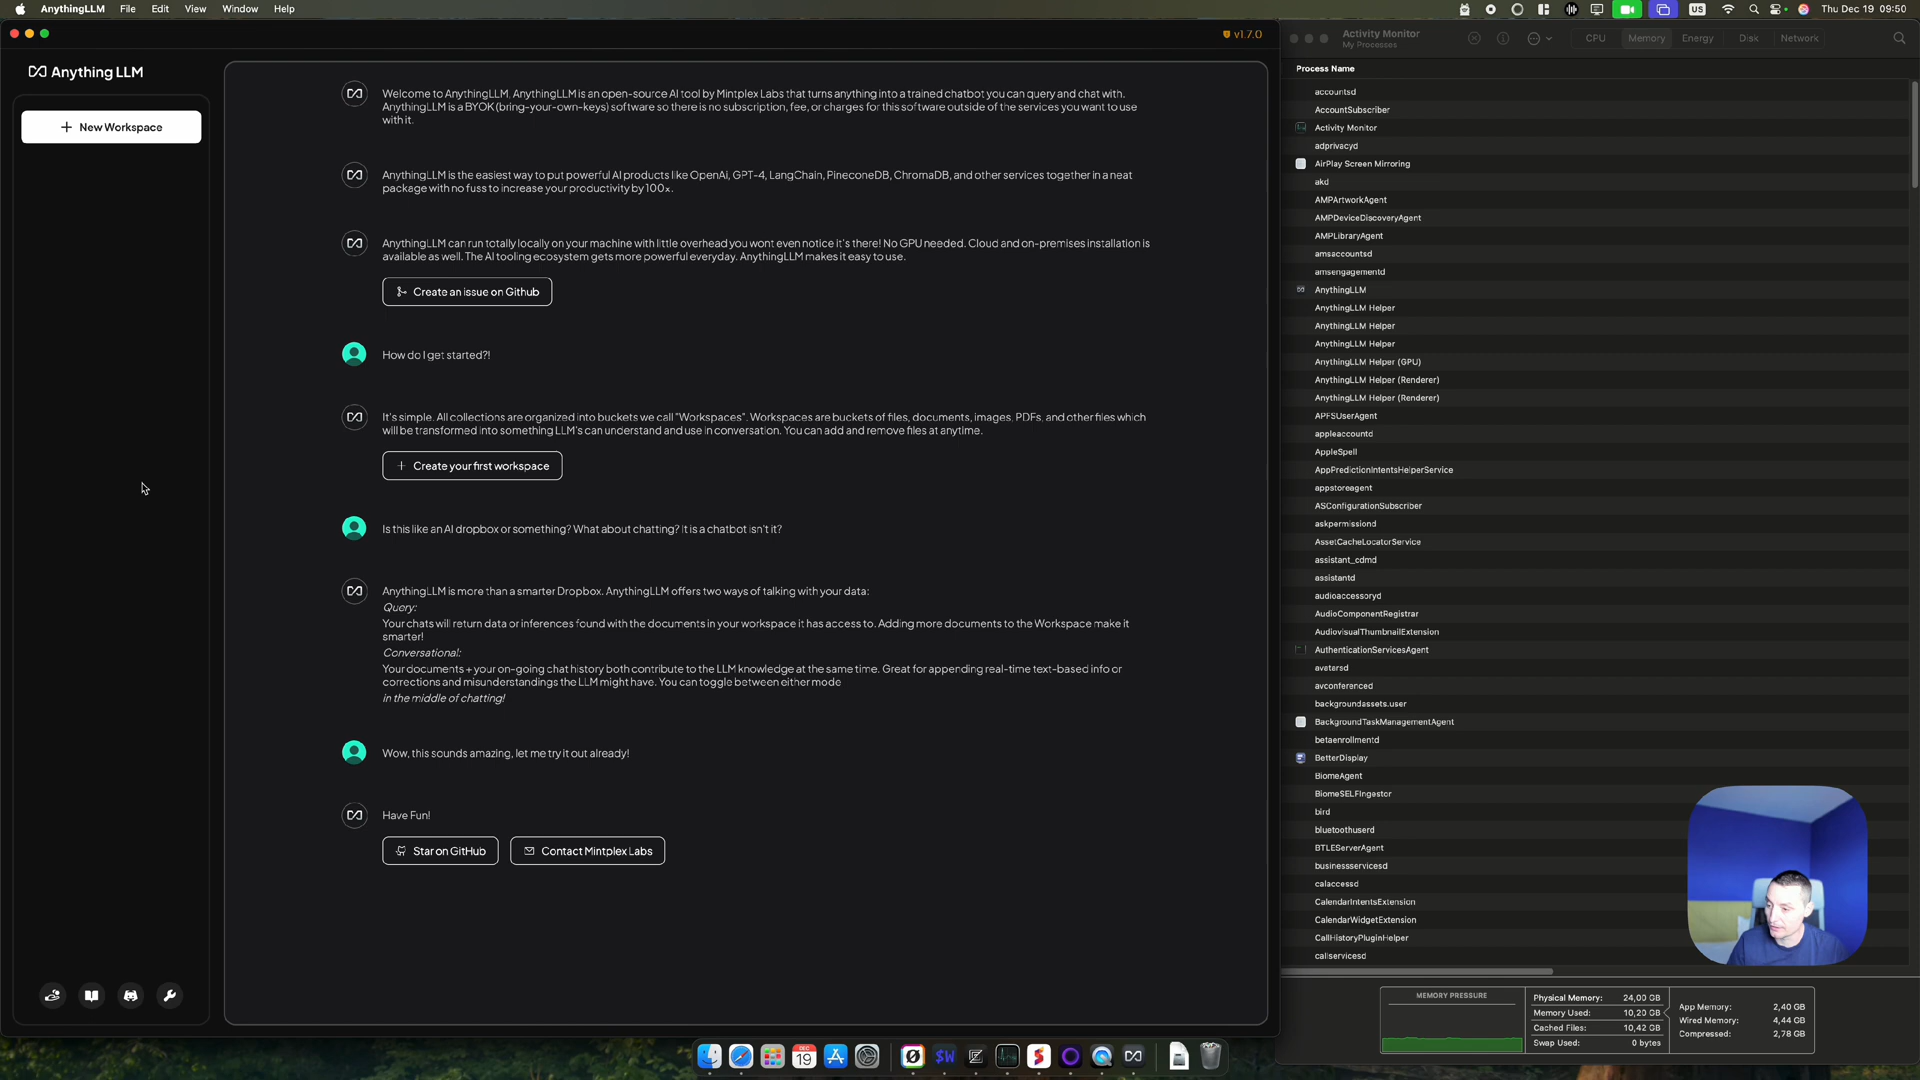 AnythingLLM File Edit View Window Help
US
Thu Dec 19 09:50
v1.7.0
Anything LLM
New Workspace
Welcome to AnythingLLM, AnythingLLM is an open-source AI tool by Mintplex Labs that turns anything into a trained chatbot you can query and chat with.
AnythingLLM is a BYOK (bring-your-own-keys) software so there is no subscription, fee, or charges for this software outside of the services you want to use
with it.
AnythingLLM is the easiest way to put powerful AI products like OpenAi, GPT-4, LangChain, PineconeDB, ChromaDB, and other services together in a neat
package with no fuss to increase your productivity by 100x.
AnythingLLM can run totally locally on your machine with little overhead you wont even notice it's there! No GPU needed. Cloud and on-premises installation is
available as well. The AI tooling ecosystem gets more powerful everyday. AnythingLLM makes it easy to use.
Create an issue on Github
How do I get started?!
It's simple. All collections are organized into buckets we call "Workspaces". Workspaces are buckets of files, documents, images, PDFs, and other files which
will be transformed into something LLM's can understand and use in conversation. You can add and remove files at anytime.
Create your first workspace
Is this like an AI dropbox or something? What about chatting? It is a chatbot isn't it?
AnythingLLM is more than a smarter Dropbox. AnythingLLM offers two ways of talking with your data:
Query:
Your chats will return data or inferences found with the documents in your workspace it has access to. Adding more documents to the Workspace make it
smarter!
Conversational:
Your documents + your on-going chat history both contribute to the LLM knowledge at the same time. Great for appending real-time text-based info or
corrections and misunderstandings the LLM might have. You can toggle between either mode
in the middle of chatting!
Wow, this sounds amazing, let me try it out already!
Have Fun!
Star on GitHub
Contact Mintplex Labs
DEC
19
Activity Monitor
My Processes
CPU
Memory
Energy
Disk
Network
Process Name
accountsd
AccountSubscriber
Activity Monitor
adprivacyd
AirPlay Screen Mirroring
akd
AMPArtworkAgent
AMPDeviceDiscoveryAgent
AMPLibraryAgent
amsaccountsd
amsengagementd
AnythingLLM
AnythingLLM Helper
AnythingLLM Helper
AnythingLLM Helper
AnythingLLM Helper (GPU)
AnythingLLM Helper (Renderer)
AnythingLLM Helper (Renderer)
APFSUserAgent
appleaccountd
AppleSpell
AppPredictionIntentsHelperService
appstoreagent
ASConfigurationSubscriber
askpermissiond
AssetCacheLocatorService
assistant_cdmd
assistantd
audioaccessoryd
AudioComponentRegistrar
AudiovisualThumbnailExtension
AuthenticationServicesAgent
avatarsd
avconferenced
backgroundassets.user
BackgroundTaskManagementAgent
betaenrollmentd
BetterDisplay
BiomeAgent
BiomeSELFIngestor
bird
bluetoothuserd
BTLEServerAgent
businessservicesd
calaccessd
CalendarIntentsExtension
CalendarWidgetExtension
CallHistoryPluginHelper
callservicesd
MEMORY PRESSURE
Physical Memory: 24,00 GB
Memory Used: 10,20 GB
Cached Files: 10,42 GB
Swap Used: 0 bytes
App Memory: 2,40 GB
Wired Memory: 4,44 GB
Compressed: 2,78 GB